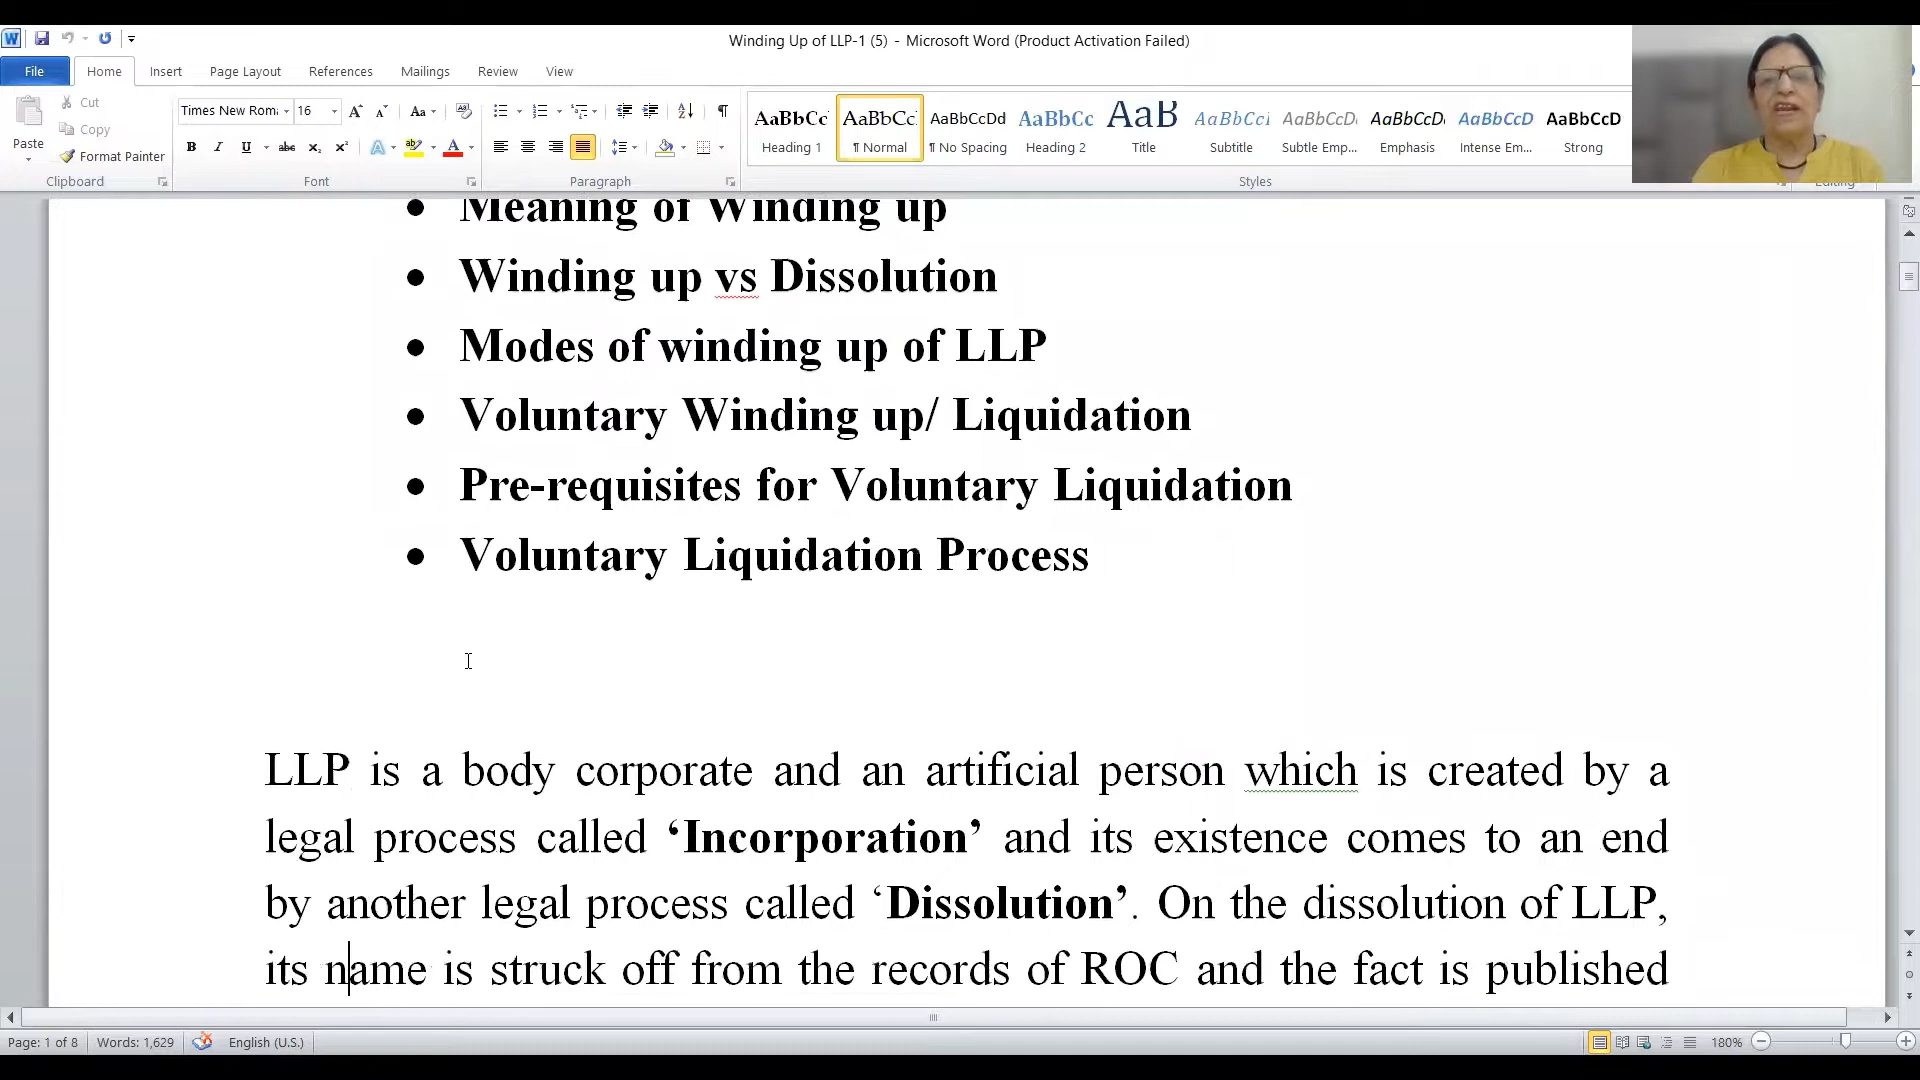 Winding Up of LLP-1 (5) - Microsoft Word (Product Activation Failed)
File Home Insert Page Layout References Mailings Review View
Cut
Copy
Paste
Format Painter
Clipboard
Times New Rom 16
Font
Paragraph
AaBbCc AaBbCc AaBbCcDd AaBbCc AaB AaBbCcI AaBbCcD AaBbCcD AaBbCcD AaBbCcD
Heading 1 ¶ Normal ¶ No Spacing Heading 2 Title Subtitle Subtle Emp... Emphasis Intense Em... Strong
Styles
Editing
• Meaning of Winding up
• Winding up vs Dissolution
• Modes of winding up of LLP
• Voluntary Winding up/ Liquidation
• Pre-requisites for Voluntary Liquidation
• Voluntary Liquidation Process
LLP is a body corporate and an artificial person which is created by a
legal process called ‘Incorporation’ and its existence comes to an end
by another legal process called ‘Dissolution’. On the dissolution of LLP,
its name is struck off from the records of ROC and the fact is published
Page: 1 of 8 Words: 1,629 English (U.S.) 180%